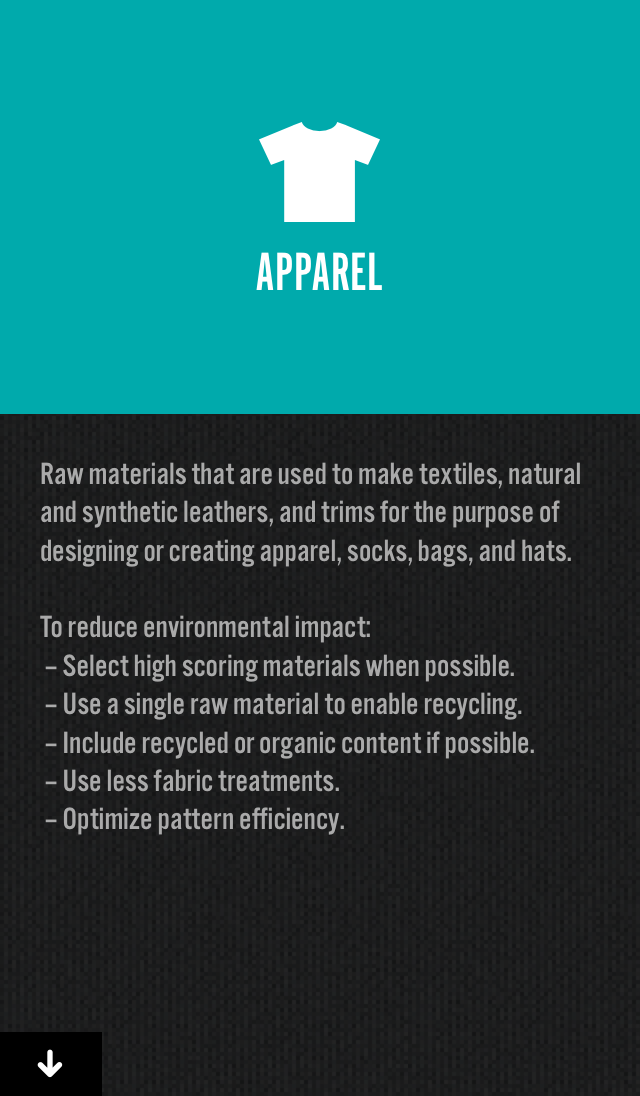 APPAREL
Raw materials that are used to make textiles, natural
and synthetic leathers, and trims for the purpose of
designing or creating apparel, socks, bags, and hats.
To reduce environmental impact:
– Select high scoring materials when possible.
– Use a single raw material to enable recycling.
– Include recycled or organic content if possible.
– Use less fabric treatments.
– Optimize pattern efficiency.